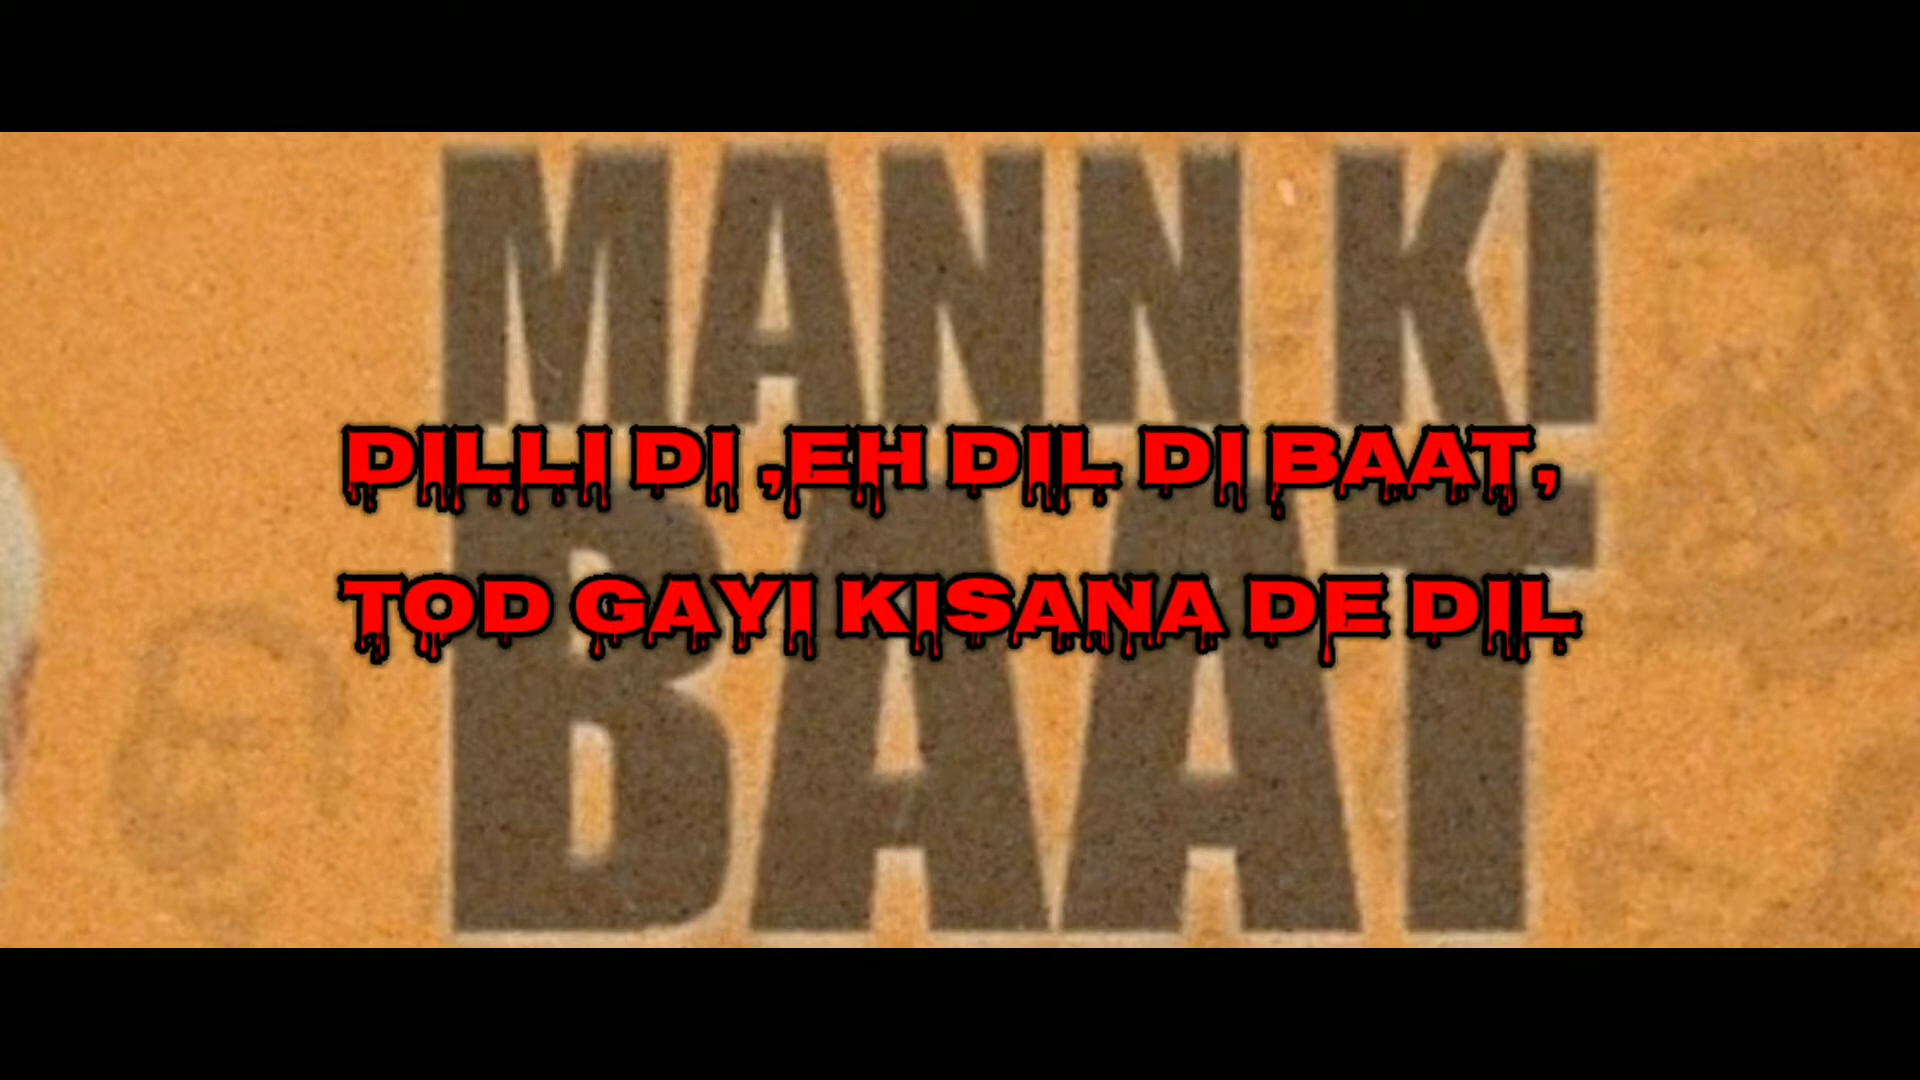 MANN KI
DILLI DI ,EH DIL DI BAAT,
TOD GAYI KISANA DE DIL
BAAT